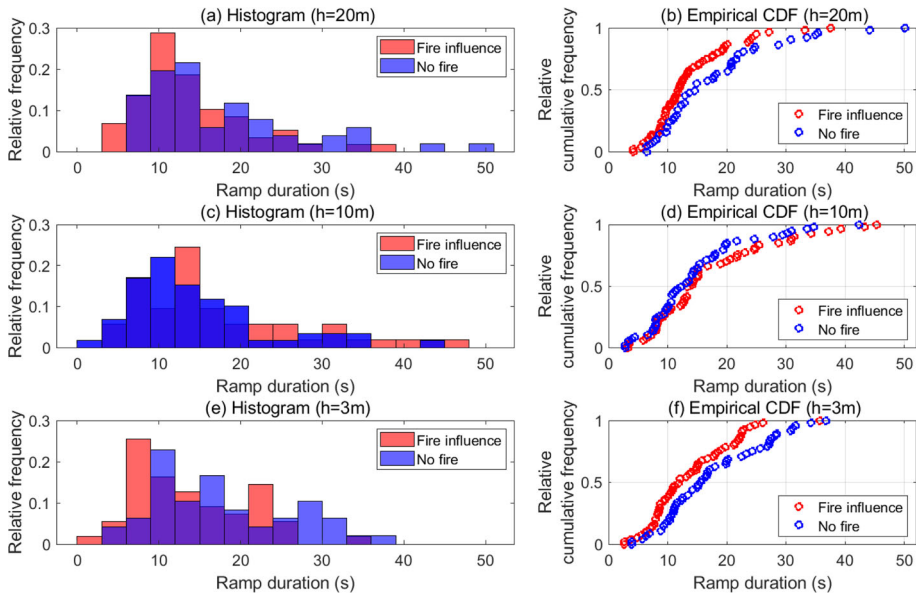 (a) Histogram (h=20m)
Relative frequency
0.3
0.2
0.1
0
Fire influence
No fire
0 10 20 30 40 50
Ramp duration (s)
(b) Empirical CDF (h=20m)
Relative
cumulative frequency
1
0.5
0
Fire influence
No fire
0 10 20 30 40 50
Ramp duration (s)
(c) Histogram (h=10m)
Relative frequency
0.3
0.2
0.1
0
Fire influence
No fire
0 10 20 30 40 50
Ramp duration (s)
(d) Empirical CDF (h=10m)
Relative
cumulative frequency
1
0.5
0
Fire influence
No fire
0 10 20 30 40 50
Ramp duration (s)
(e) Histogram (h=3m)
Relative frequency
0.3
0.2
0.1
0
Fire influence
No fire
0 10 20 30 40 50
Ramp duration (s)
(f) Empirical CDF (h=3m)
Relative
cumulative frequency
1
0.5
0
Fire influence
No fire
0 10 20 30 40 50
Ramp duration (s)